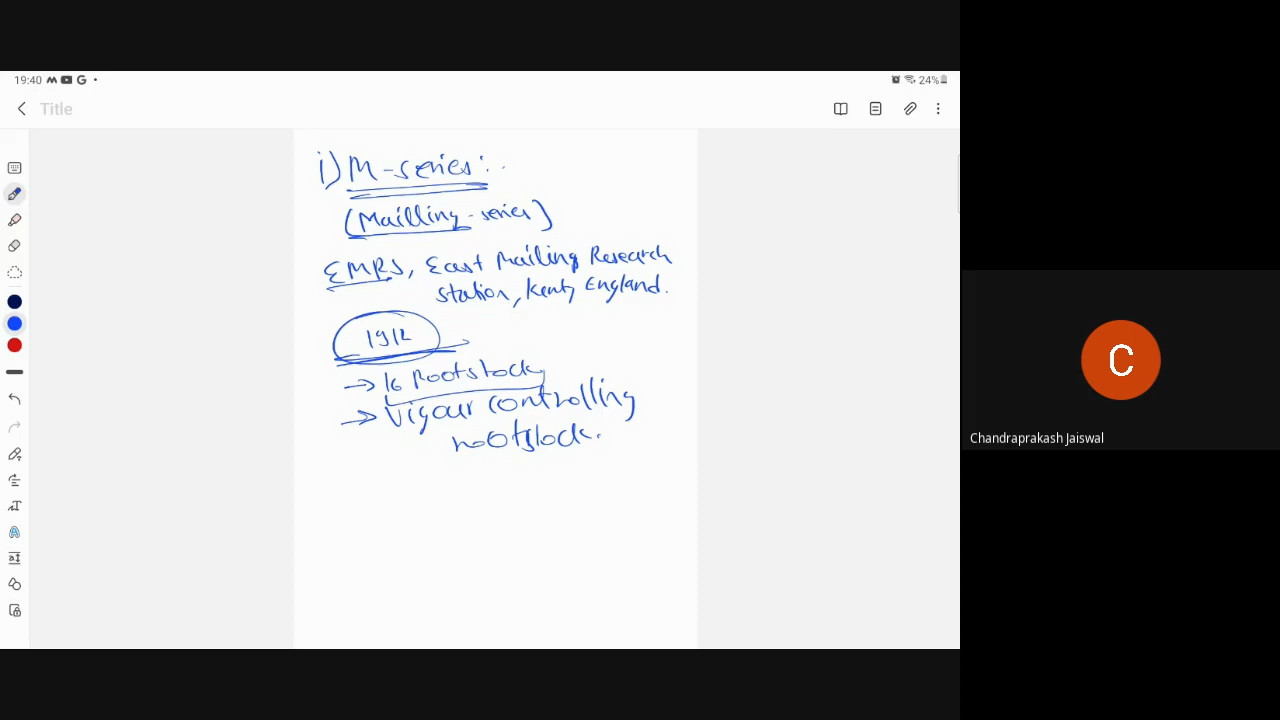 19:40
24%
Title
i) M-series:-
(Mailling-series)
EMRS, East Mailing Research
Station, Kent, England.
1912
→ 16 Rootstock
→ Vigour controlling
rootstock.
C
Chandraprakash Jaiswal